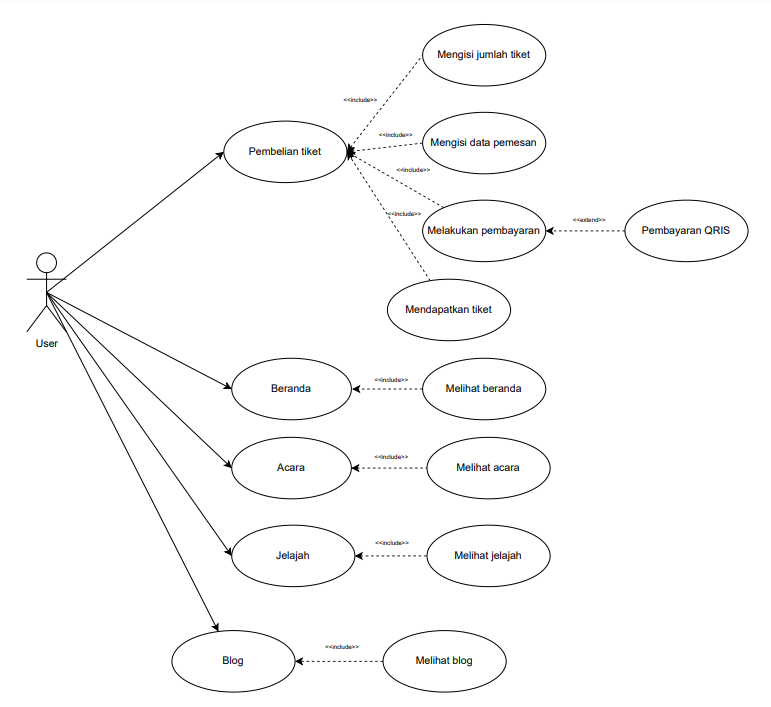 Mengisi jumlah tiket
<<include>>
Pembelian tiket
<<include>>
Mengisi data pemesan
<<include>>
<<include>>
Melakukan pembayaran
<<extend>>
Pembayaran QRIS
Mendapatkan tiket
User
Beranda
<<include>>
Melihat beranda
Acara
<<include>>
Melihat acara
Jelajah
<<include>>
Melihat jelajah
Blog
<<include>>
Melihat blog